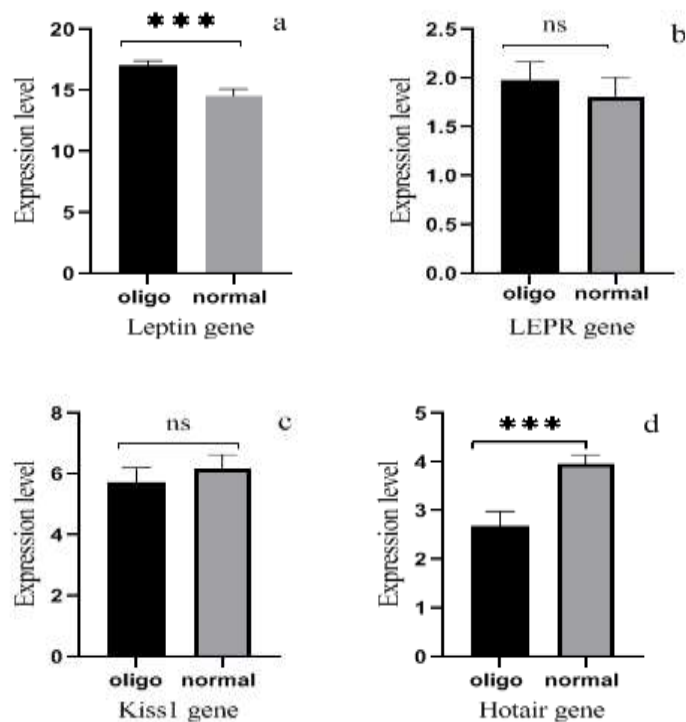 a
***
Expression level
20
15
10
5
0
oligo normal
Leptin gene
b
ns
Expression level
2.5
2.0
1.5
1.0
0.5
0.0
oligo normal
LEPR gene
c
ns
Expression level
8
6
4
2
0
oligo normal
Kiss1 gene
d
***
Expression level
5
4
3
2
1
0
oligo normal
Hotair gene